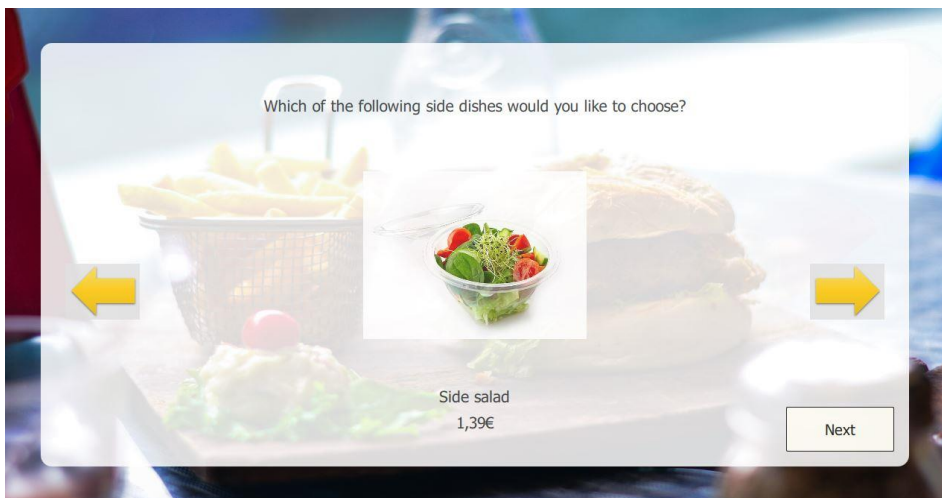 Which of the following side dishes would you like to choose?
Side salad
1,39€
Next